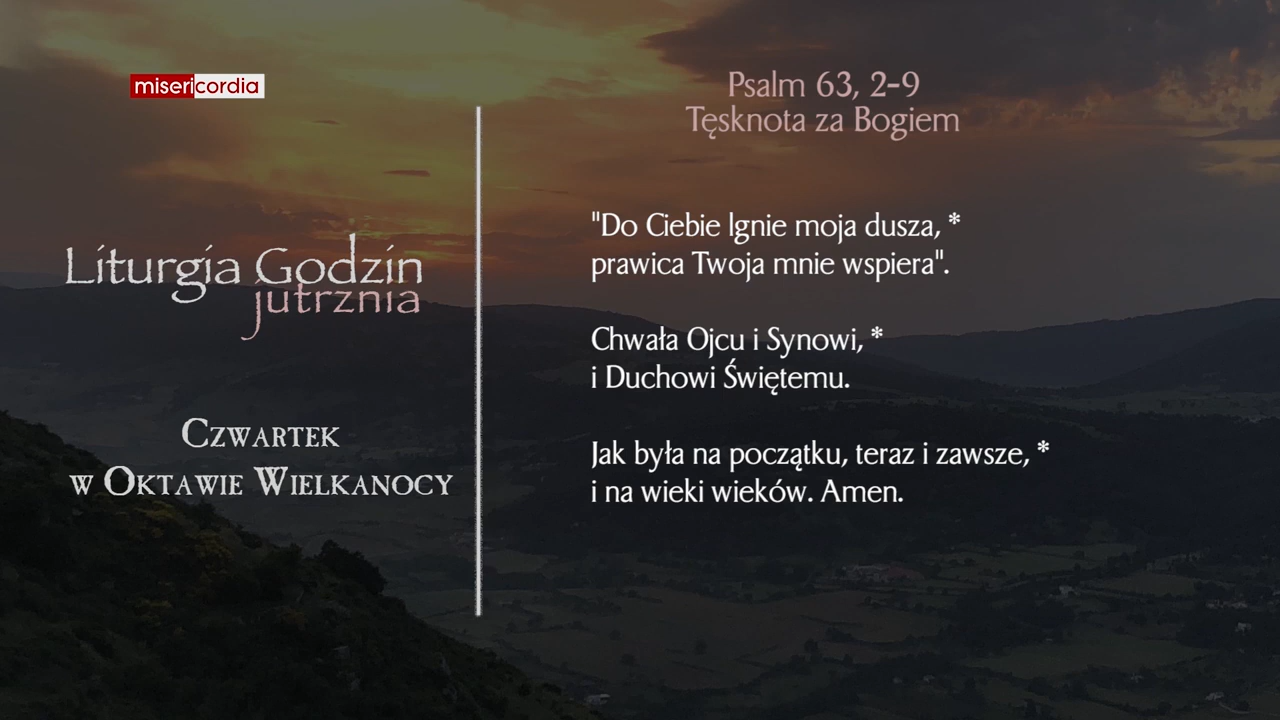 misericordia
Liturgia Godzin
jutrznia
Czwartek
w Oktawie Wielkanocy
Psalm 63, 2-9
Tęsknota za Bogiem
"Do Ciebie lgnie moja dusza, *
prawica Twoja mnie wspiera".
Chwała Ojcu i Synowi, *
i Duchowi Świętemu.
Jak była na początku, teraz i zawsze, *
i na wieki wieków. Amen.